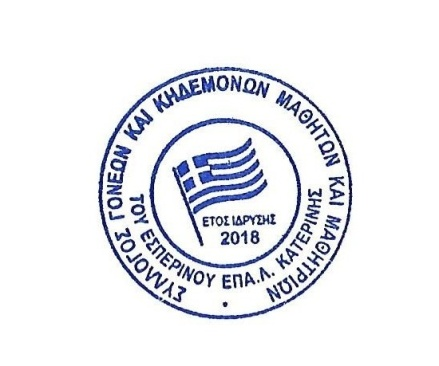 ΣΥΛΛΟΓΟΣ ΓΟΝΕΩΝ ΚΑΙ ΚΗΔΕΜΟΝΩΝ ΜΑΘΗΤΩΝ ΚΑΙ ΜΑΘΗΤΡΙΩΝ
ΤΟΥ ΕΣΠΕΡΙΝΟΥ ΕΠΑ.Λ. ΚΑΤΕΡΙΝΗΣ
ΕΤΟΣ ΙΔΡΥΣΗΣ
2018